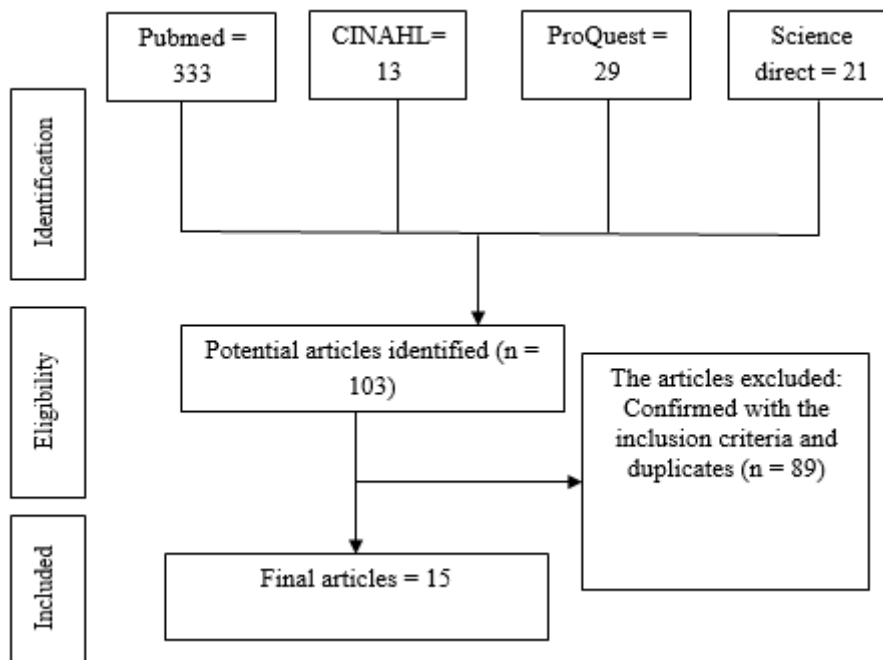 Pubmed =
333
CINAHL=
13
ProQuest =
29
Science
direct = 21
Identification
Potential articles identified (n =
103)
Eligibility
The articles excluded:
Confirmed with the
inclusion criteria and
duplicates (n = 89)
Final articles = 15
Included